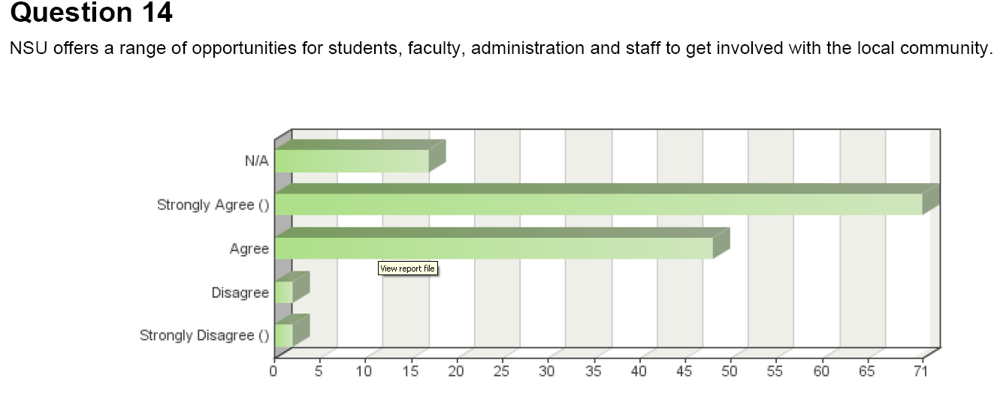 Question 14
NSU offers a range of opportunities for students, faculty, administration and staff to get involved with the local community.
N/A
Strongly Agree ()
Agree
View report file
Disagree
Strongly Disagree ()
0 5 10 15 20 25 30 35 40 45 50 55 60 65 71